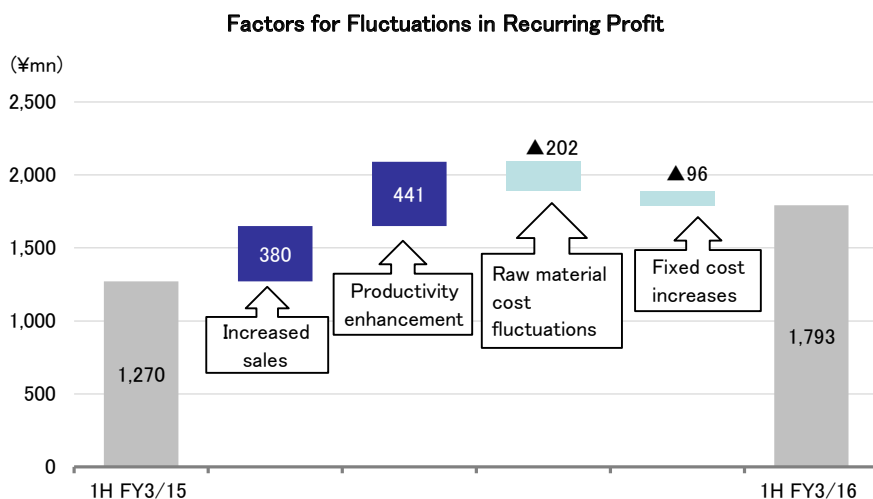 Factors for Fluctuations in Recurring Profit
(¥mn)
2,500
2,000
1,500
1,000
500
0
1,270
380
Increased
sales
441
Productivity
enhancement
▲202
Raw material
cost
fluctuations
▲96
Fixed cost
increases
1,793
1H FY3/15
1H FY3/16